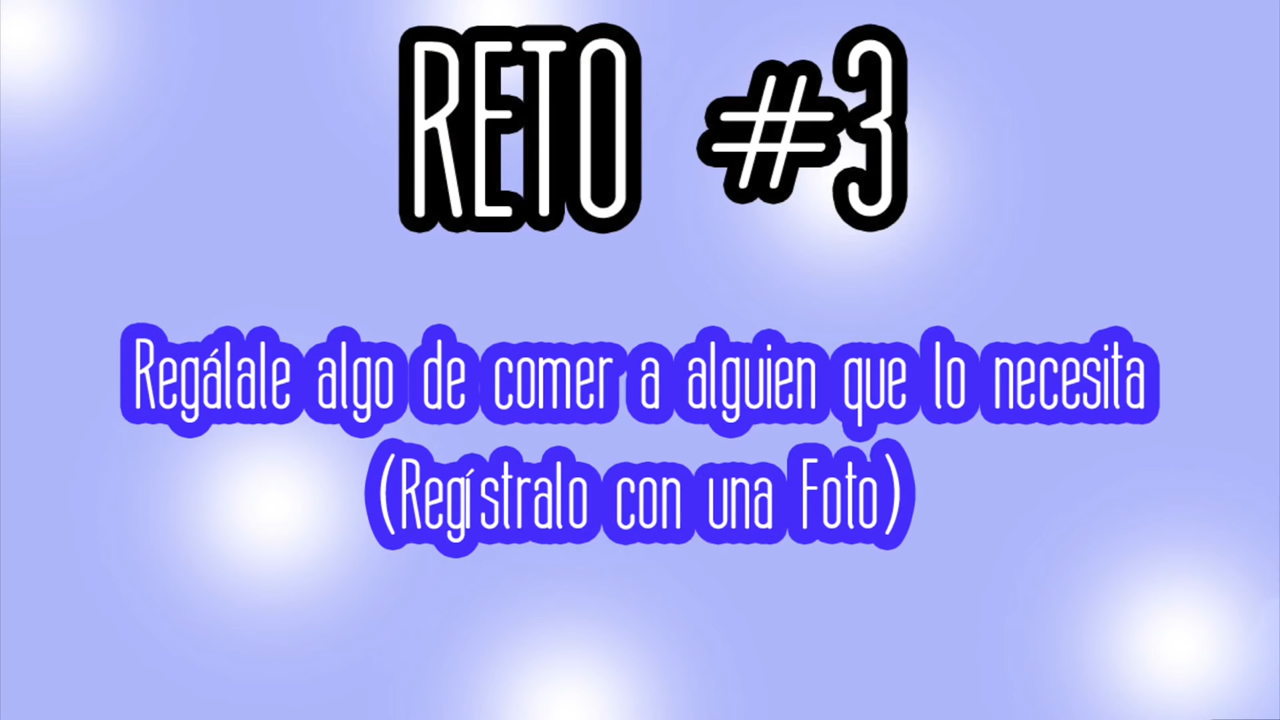 RETO #3
Regálale algo de comer a alguien que lo necesita
(Regístralo con una Foto)